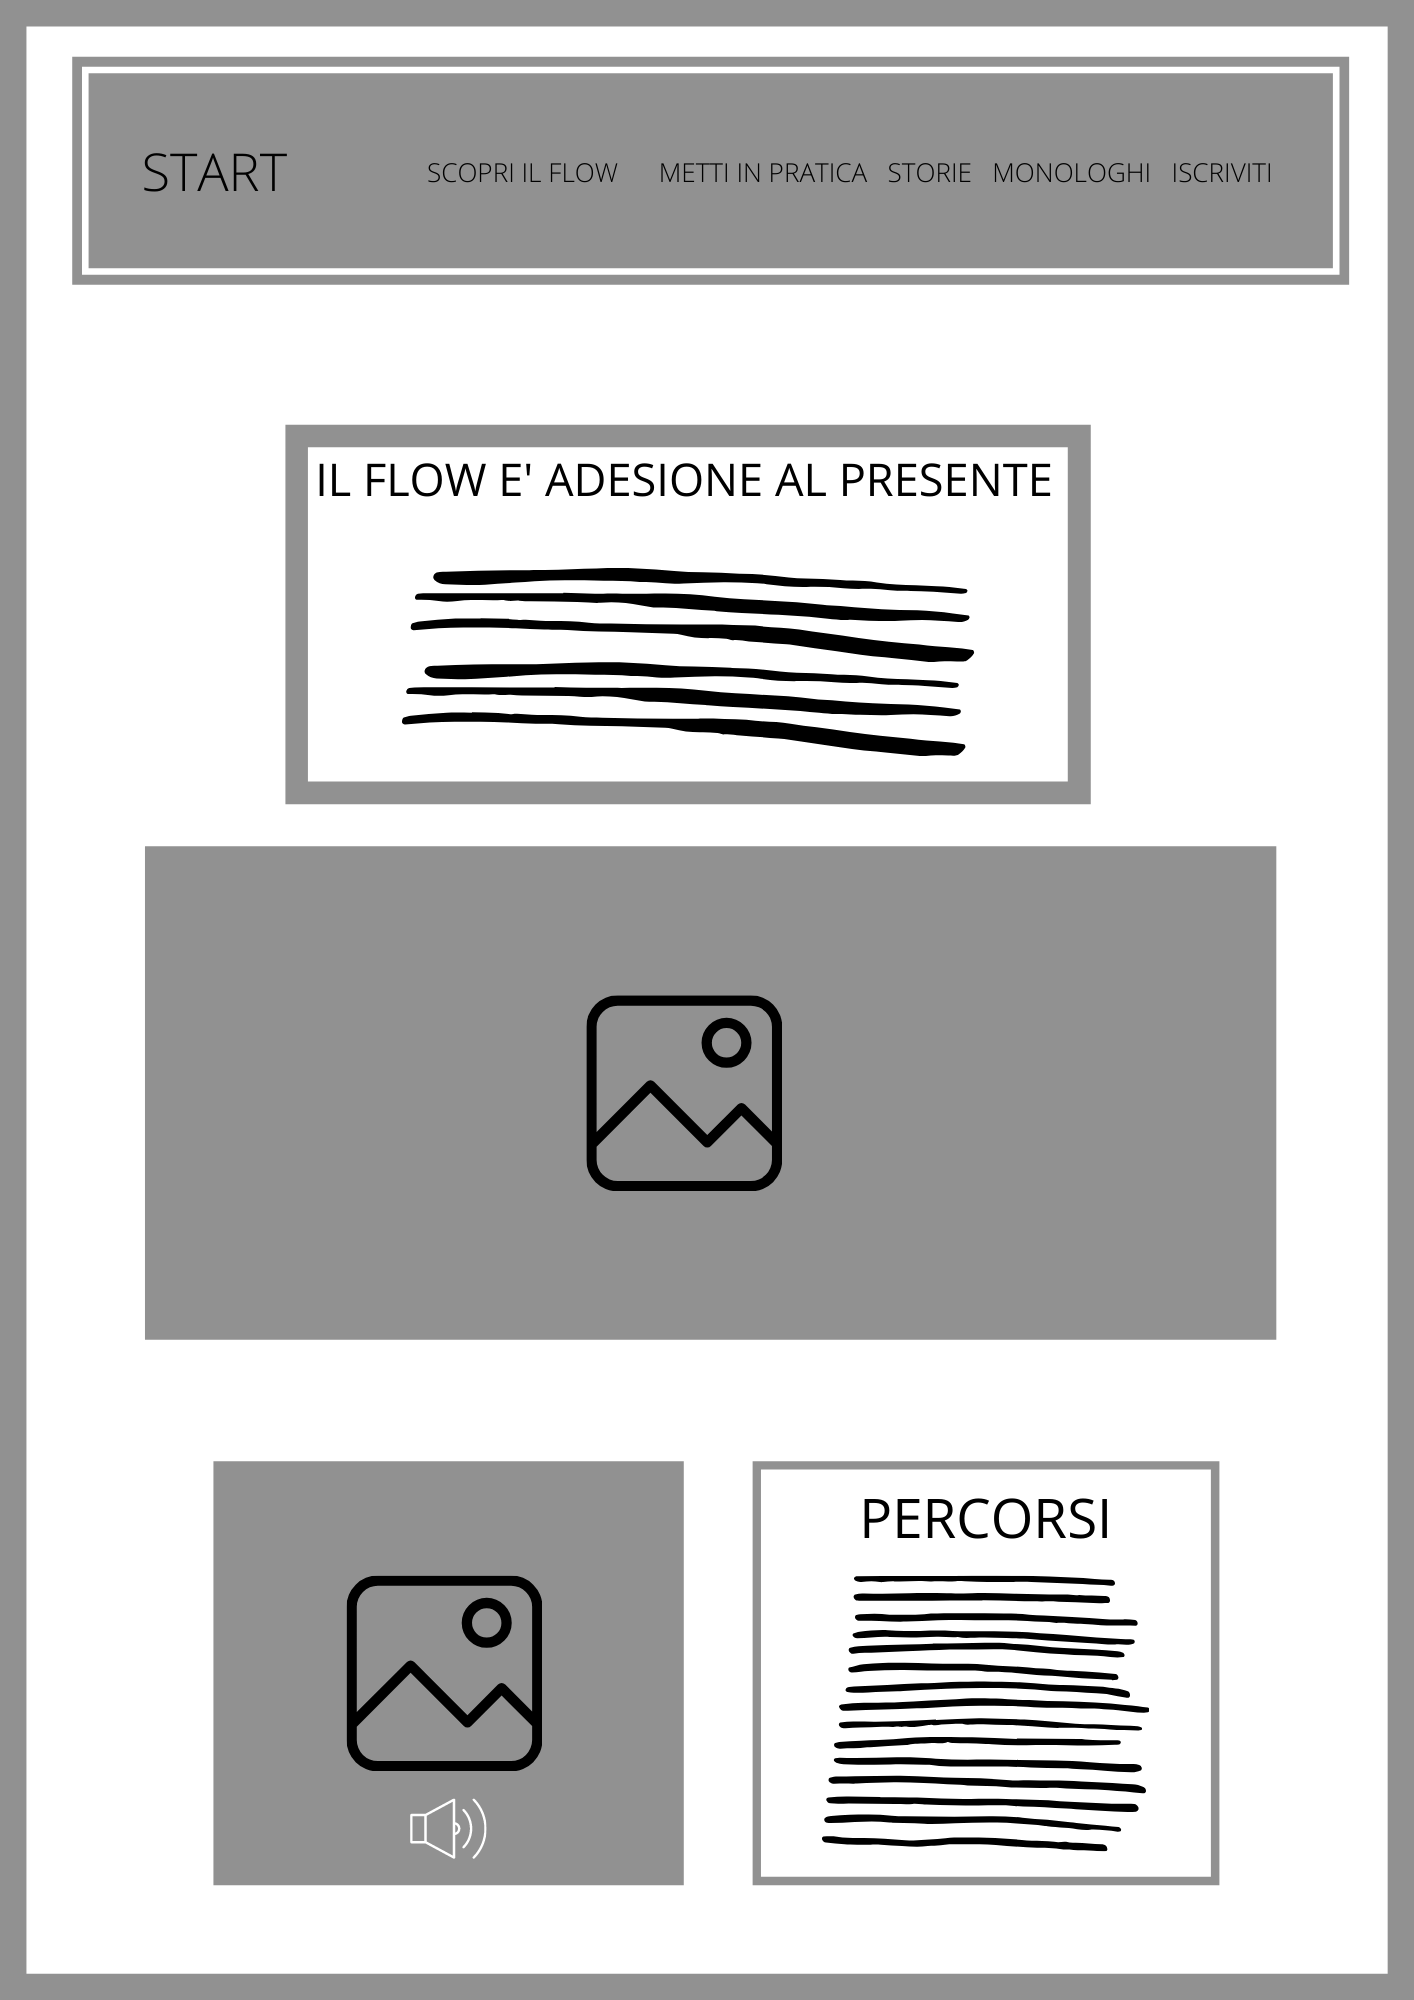 START
SCOPRI IL FLOW METTI IN PRATICA STORIE MONOLOGHI ISCRIVITI
IL FLOW E' ADESIONE AL PRESENTE
PERCORSI